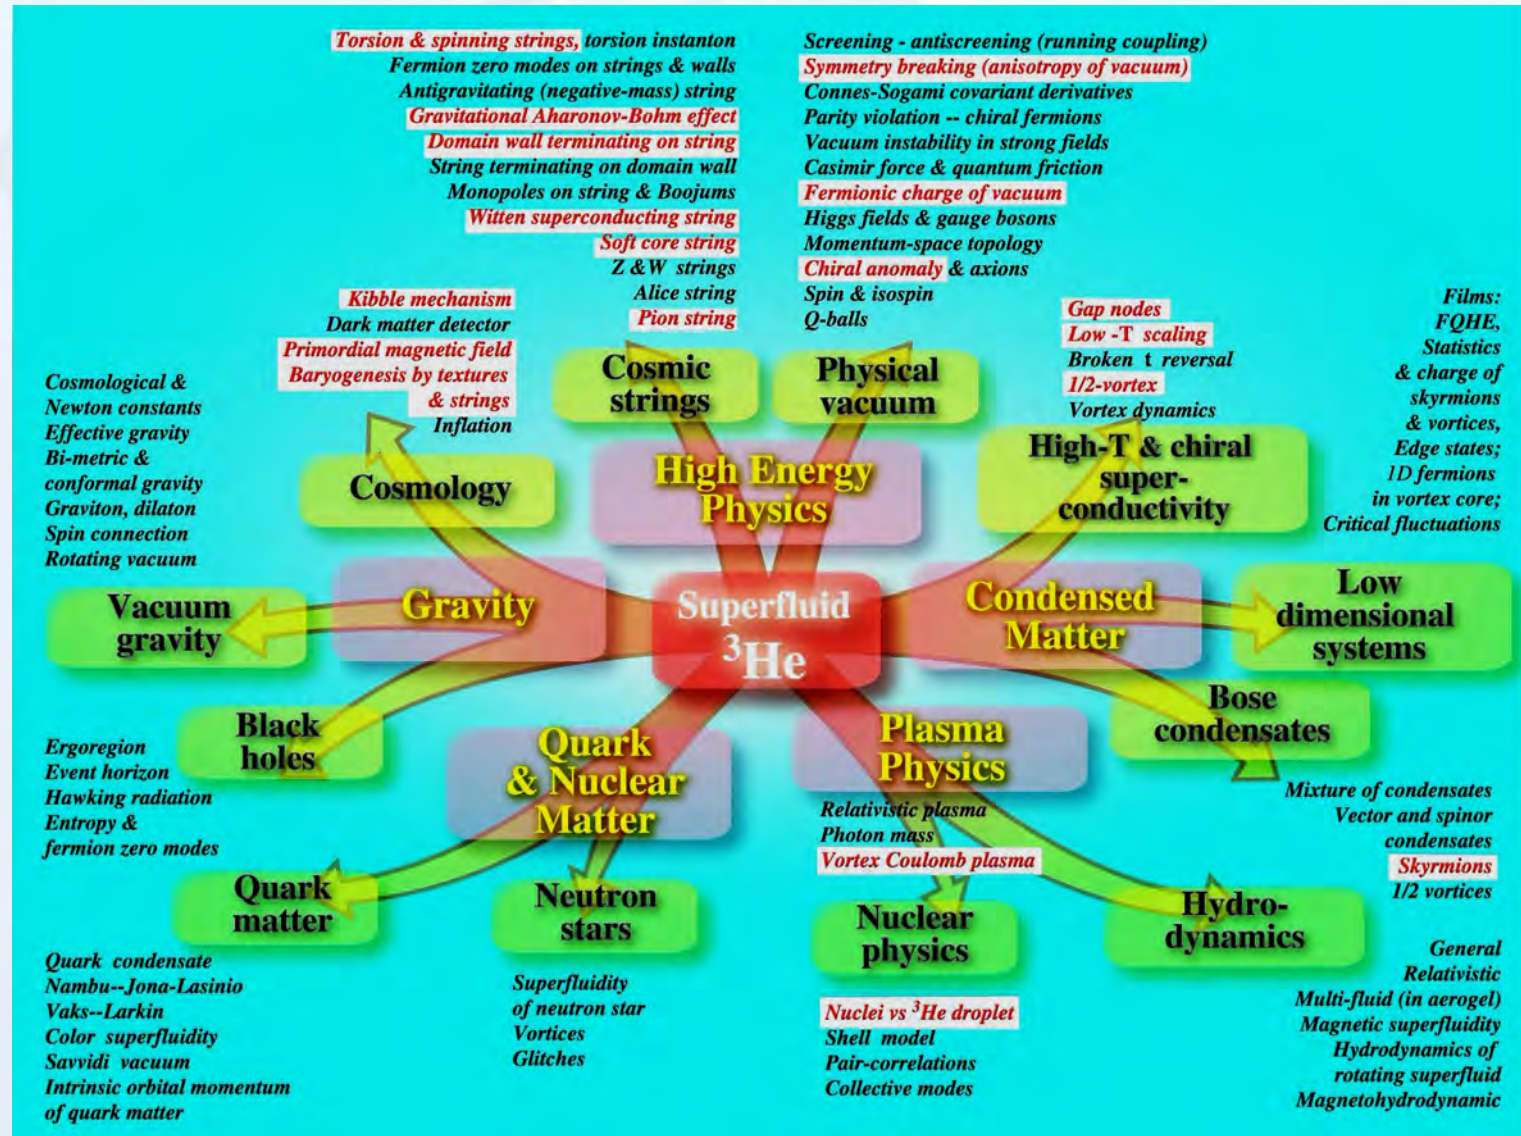 Torsion & spinning strings, torsion instanton
Fermion zero modes on strings & walls
Antigravitating (negative-mass) string
Gravitational Aharonov-Bohm effect
Domain wall terminating on string
String terminating on domain wall
Monopoles on string & Boojums
Witten superconducting string
Soft core string
Z &W strings
Alice string
Pion string
Screening - antiscreening (running coupling)
Symmetry breaking (anisotropy of vacuum)
Connes-Sogami covariant derivatives
Parity violation -- chiral fermions
Vacuum instability in strong fields
Casimir force & quantum friction
Fermionic charge of vacuum
Higgs fields & gauge bosons
Momentum-space topology
Chiral anomaly & axions
Spin & isospin
Q-balls
Kibble mechanism
Dark matter detector
Primordial magnetic field
Baryogenesis by textures
& strings
Inflation
Gap nodes
Low -T scaling
Broken t reversal
1/2-vortex
Vortex dynamics
Films:
FQHE,
Statistics
& charge of
skyrmions
& vortices,
Edge states;
1D fermions
in vortex core;
Critical fluctuations
Cosmological &
Newton constants
Effective gravity
Bi-metric &
conformal gravity
Graviton, dilaton
Spin connection
Rotating vacuum
Cosmic
strings
Physical
vacuum
Cosmology
High Energy
Physics
High-T & chiral
super-
conductivity
Vacuum
gravity
Gravity
Superfluid
³He
Condensed
Matter
Low
dimensional
systems
Black
holes
Quark
& Nuclear
Matter
Plasma
Physics
Bose
condensates
Ergoregion
Event horizon
Hawking radiation
Entropy &
fermion zero modes
Relativistic plasma
Photon mass
Vortex Coulomb plasma
Mixture of condensates
Vector and spinor
condensates
Skyrmions
1/2 vortices
Quark
matter
Neutron
stars
Nuclear
physics
Hydro-
dynamics
Quark condensate
Nambu--Jona-Lasinio
Vaks--Larkin
Color superfluidity
Savvidi vacuum
Intrinsic orbital momentum
of quark matter
Superfluidity
of neutron star
Vortices
Glitches
Nuclei vs ³He droplet
Shell model
Pair-correlations
Collective modes
General
Relativistic
Multi-fluid (in aerogel)
Magnetic superfluidity
Hydrodynamics of
rotating superfluid
Magnetohydrodynamic